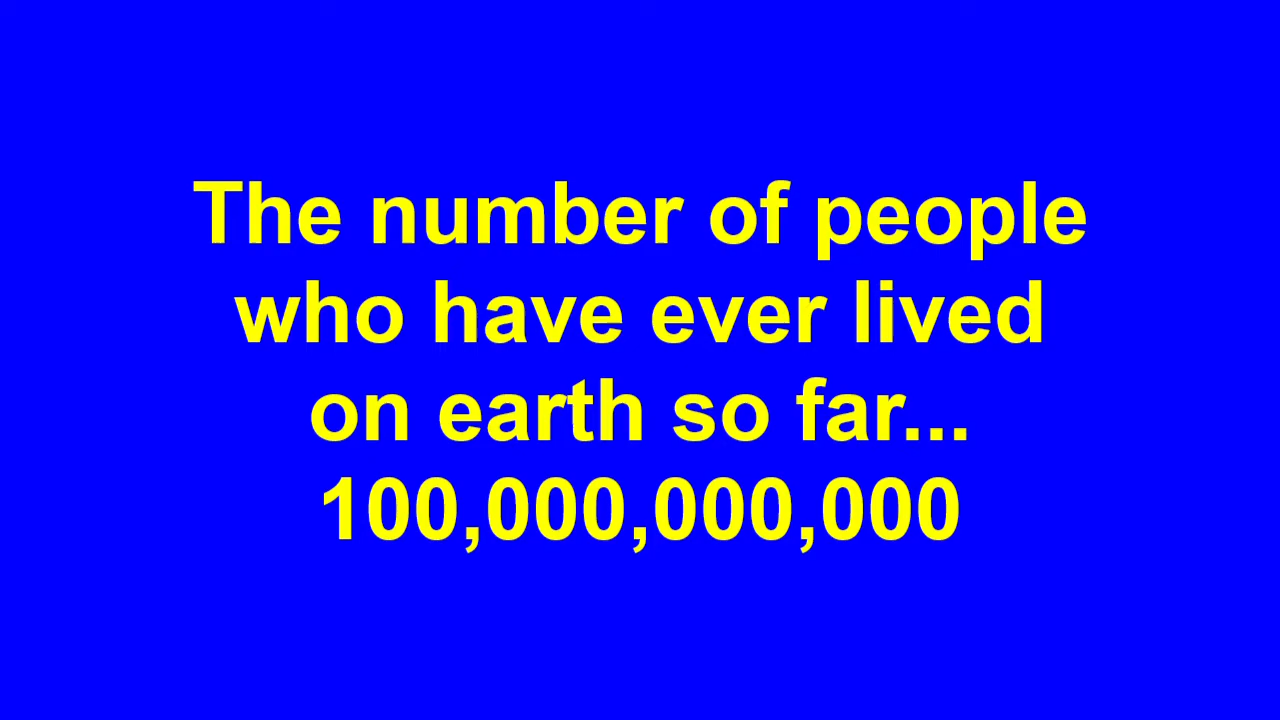 The number of people
who have ever lived
on earth so far...
100,000,000,000